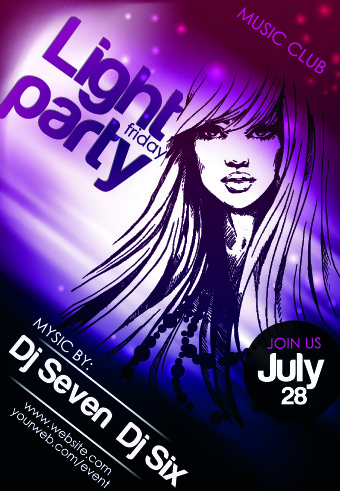 MUSIC CLUB
Light
friday
party
JOIN US
July
28
MYSIC BY:
Dj Seven Dj Six
www.website.com
yourweb.com/event